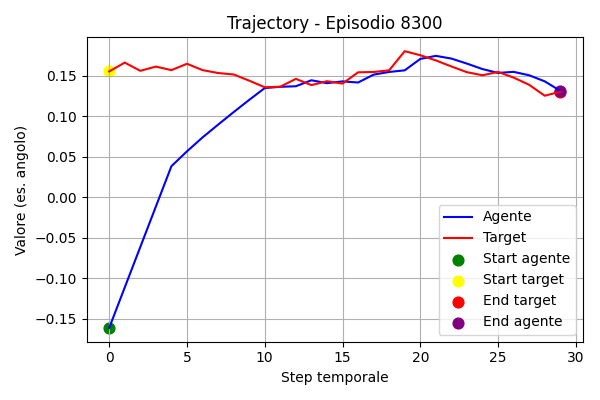 Trajectory - Episodio 8300
Valore (es. angolo)
0.15
0.10
0.05
0.00
−0.05
−0.10
−0.15
Agente
Target
Start agente
Start target
End target
End agente
0 5 10 15 20 25 30
Step temporale